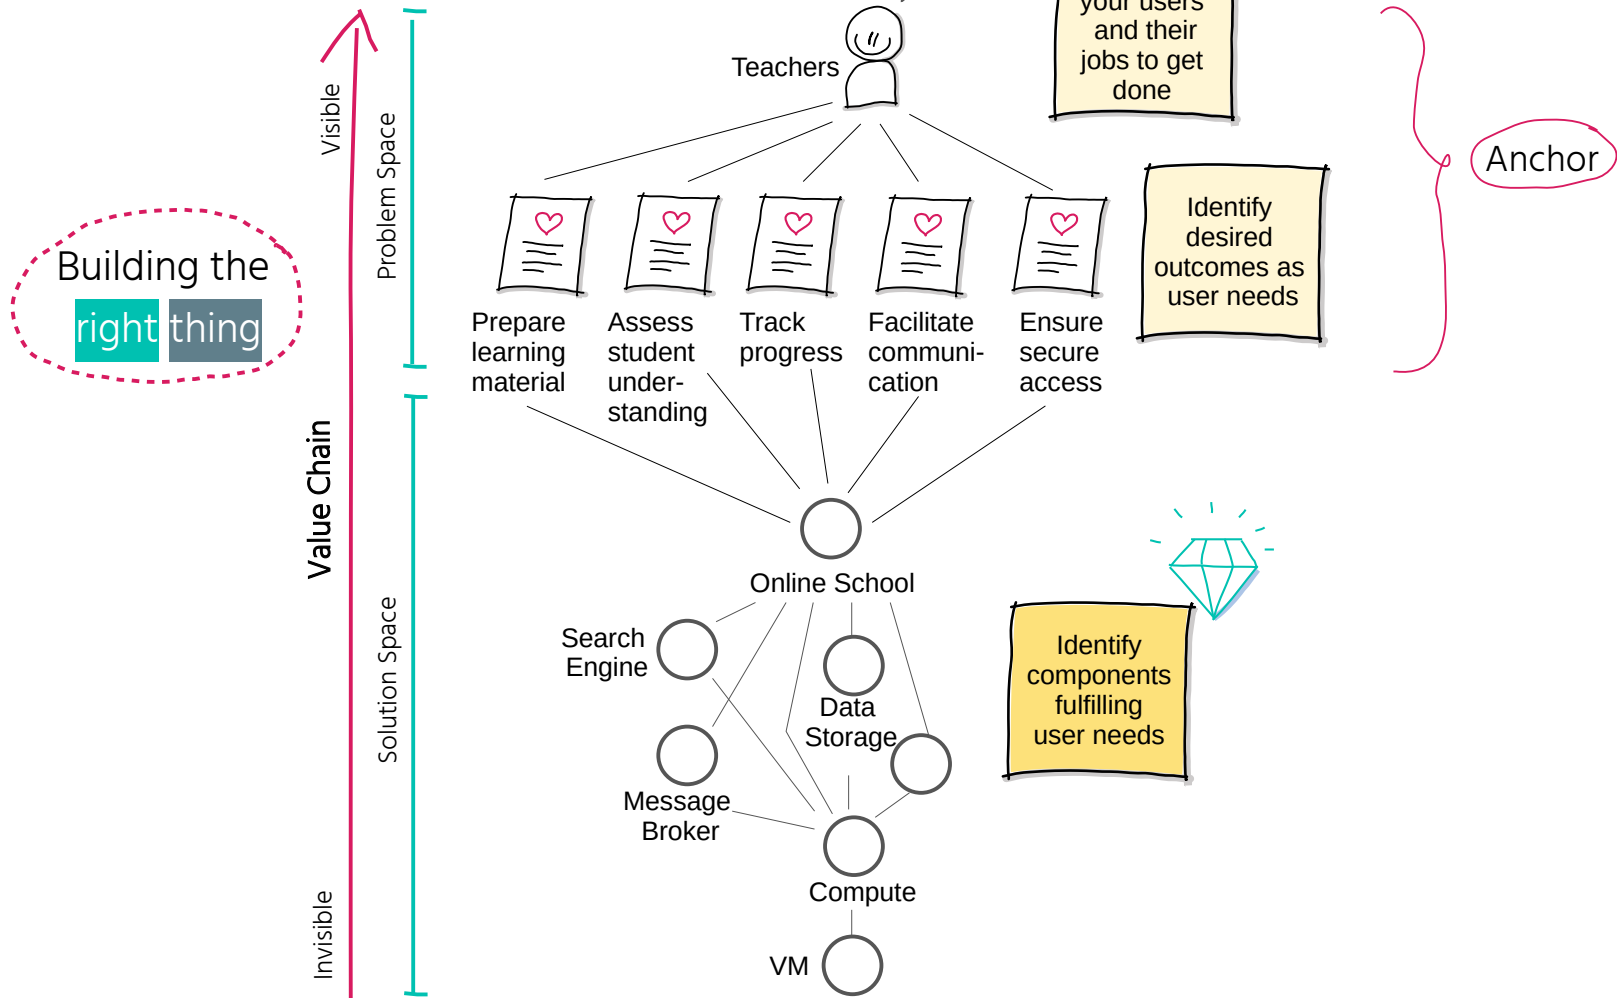 your users
and their
jobs to get
done
Teachers
Visible
Problem Space
Anchor
Building the
right thing
Identify
desired
outcomes as
user needs
Prepare
learning
material
Assess
student
under-
standing
Track
progress
Facilitate
communi-
cation
Ensure
secure
access
Value Chain
Solution Space
Invisible
Online School
Search
Engine
Data
Storage
Message
Broker
Compute
VM
Identify
components
fulfilling
user needs